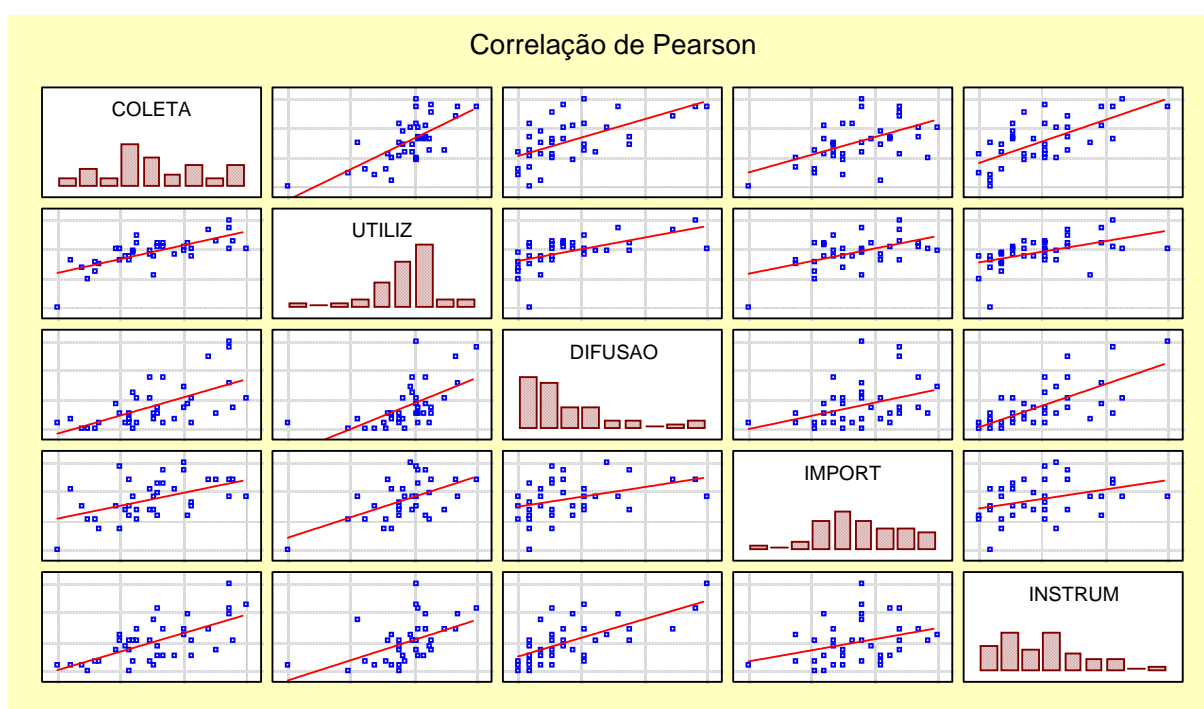 Correlação de Pearson
COLETA
UTILIZ
DIFUSAO
IMPORT
INSTRUM